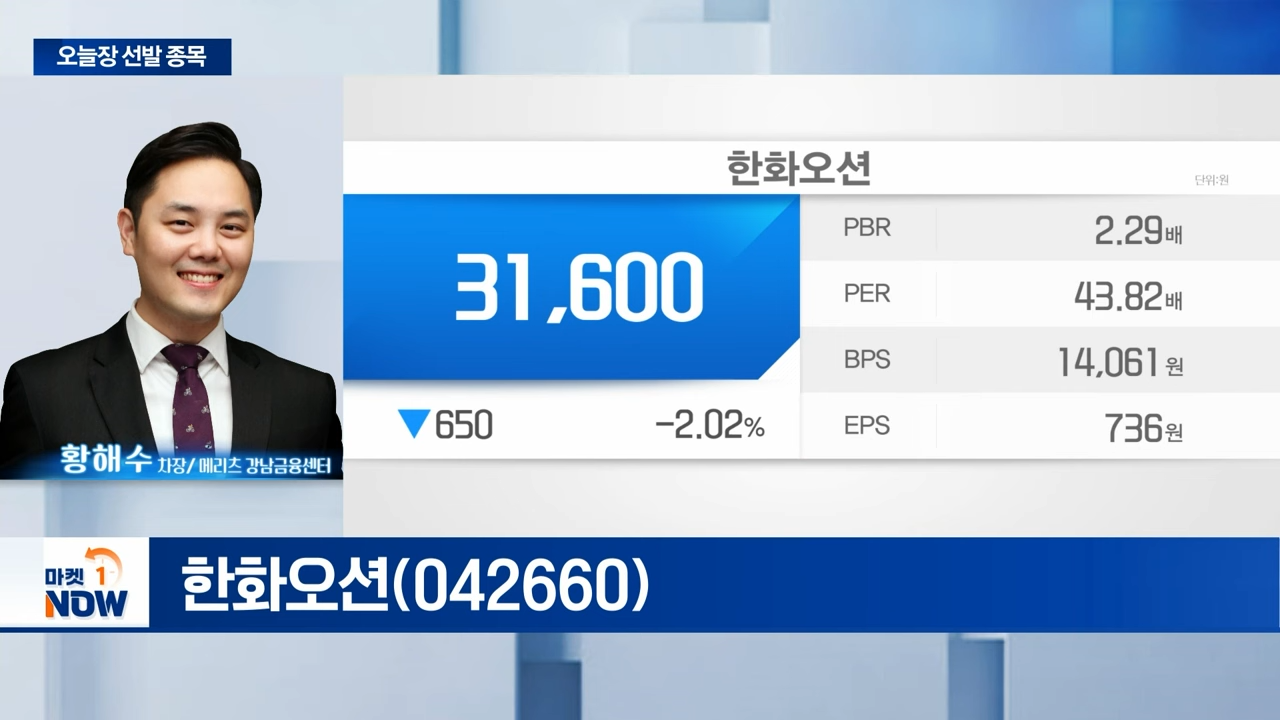 오늘장 선발 종목
황해수 차장/ 메리츠 강남금융센터
한화오션
단위:원
31,600
▼650 -2.02%
PBR 2.29배
PER 43.82배
BPS 14,061원
EPS 736원
마켓 1
NOW
한화오션(042660)